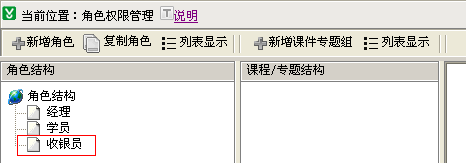 当前位置：角色权限管理 T说明
新增角色 复制角色 列表显示 新增课件专题组 列表显示
角色结构 课程/专题结构
角色结构
经理
学员
收银员